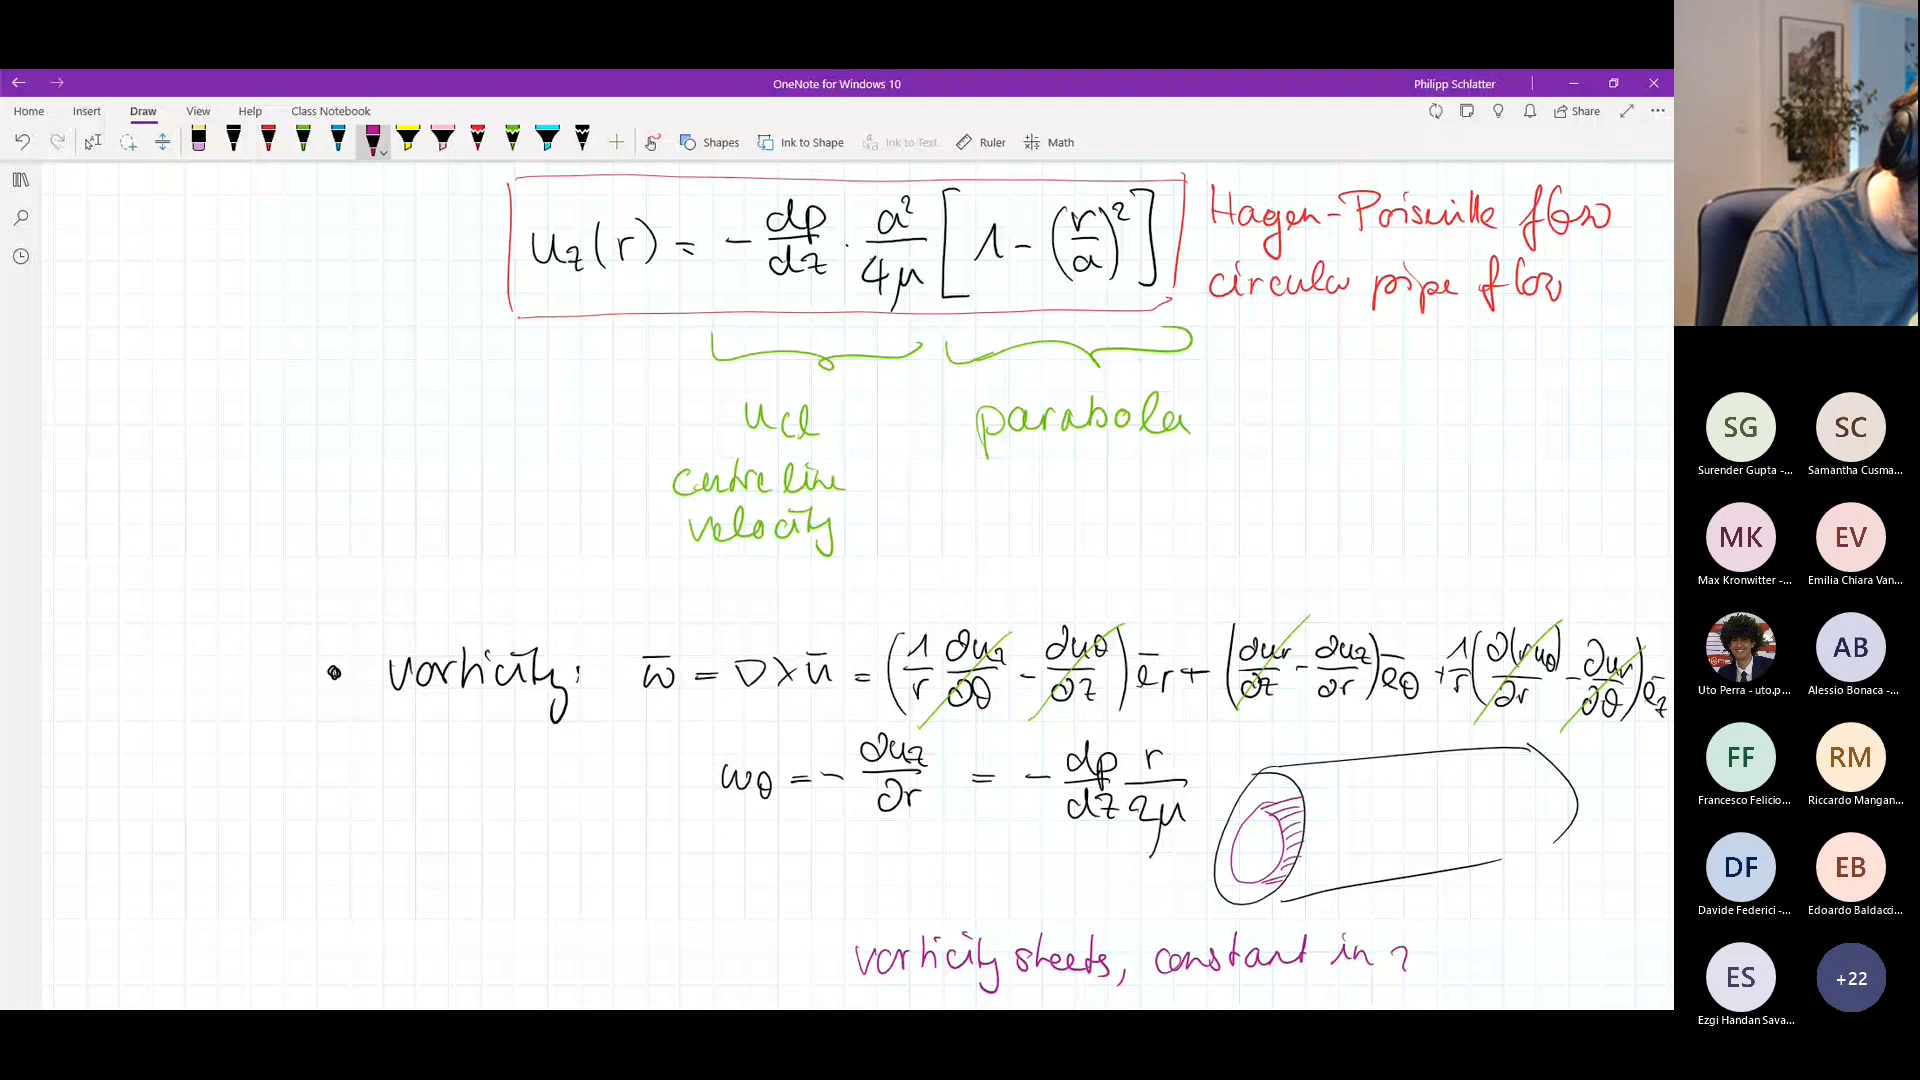 OneNote for Windows 10
Philipp Schlatter
Home Insert Draw View Help Class Notebook
Share
Shapes Ink to Shape Ink to Text Ruler Math
u_z(r) = - dp/dz · a²/4μ [1 - (r/a)²]
Hagen-Poiseuille flow
circular pipe flow
u_cl
parabola
centre line
velocity
• vorticity: ω̄ = ∇×ū = (1/r ∂u_z/∂θ - ∂u_θ/∂z) ē_r + (∂u_r/∂z - ∂u_z/∂r) ē_θ + 1/r (∂(r u_θ)/∂r - ∂u_r/∂θ) ē_z
ω_θ = - ∂u_z/∂r = - dp/dz r/2μ
vorticity sheets, constant in
SG SC
Surender Gupta -... Samantha Cusma...
MK EV
Max Kronwitter -... Emilia Chiara Van...
AB
Uto Perra - uto.p... Alessio Bonaca -...
FF RM
Francesco Felicio... Riccardo Mangan...
DF EB
Davide Federici -... Edoardo Baldacci...
ES +22
Ezgi Handan Sava...